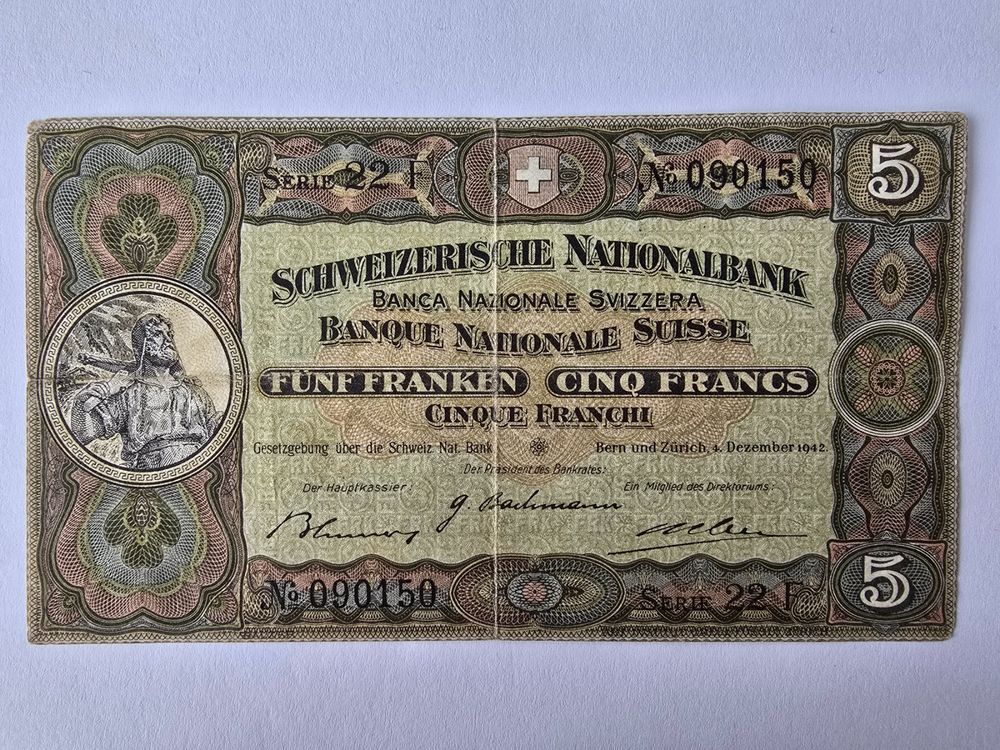 SERIE 22 F
№ 090150
5
SCHWEIZERISCHE NATIONALBANK
BANCA NAZIONALE SVIZZERA
BANQUE NATIONALE SUISSE
FÜNF FRANKEN CINQ FRANCS
CINQUE FRANCHI
Gesetzgebung über die Schweiz. Nat. Bank
Bern und Zürich, 4. Dezember 1942.
Der Präsident des Bankrates:
Der Hauptkassier:
Ein Mitglied des Direktoriums:
G. Bachmann
№ 090150
SERIE 22 F
5